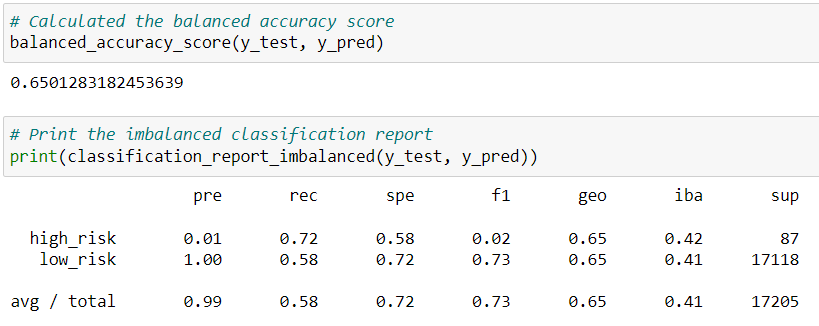 # Calculated the balanced accuracy score
balanced_accuracy_score(y_test, y_pred)
0.6501283182453639
# Print the imbalanced classification report
print(classification_report_imbalanced(y_test, y_pred))
pre rec spe f1 geo iba sup
high_risk 0.01 0.72 0.58 0.02 0.65 0.42 87
low_risk 1.00 0.58 0.72 0.73 0.65 0.41 17118
avg / total 0.99 0.58 0.72 0.73 0.65 0.41 17205